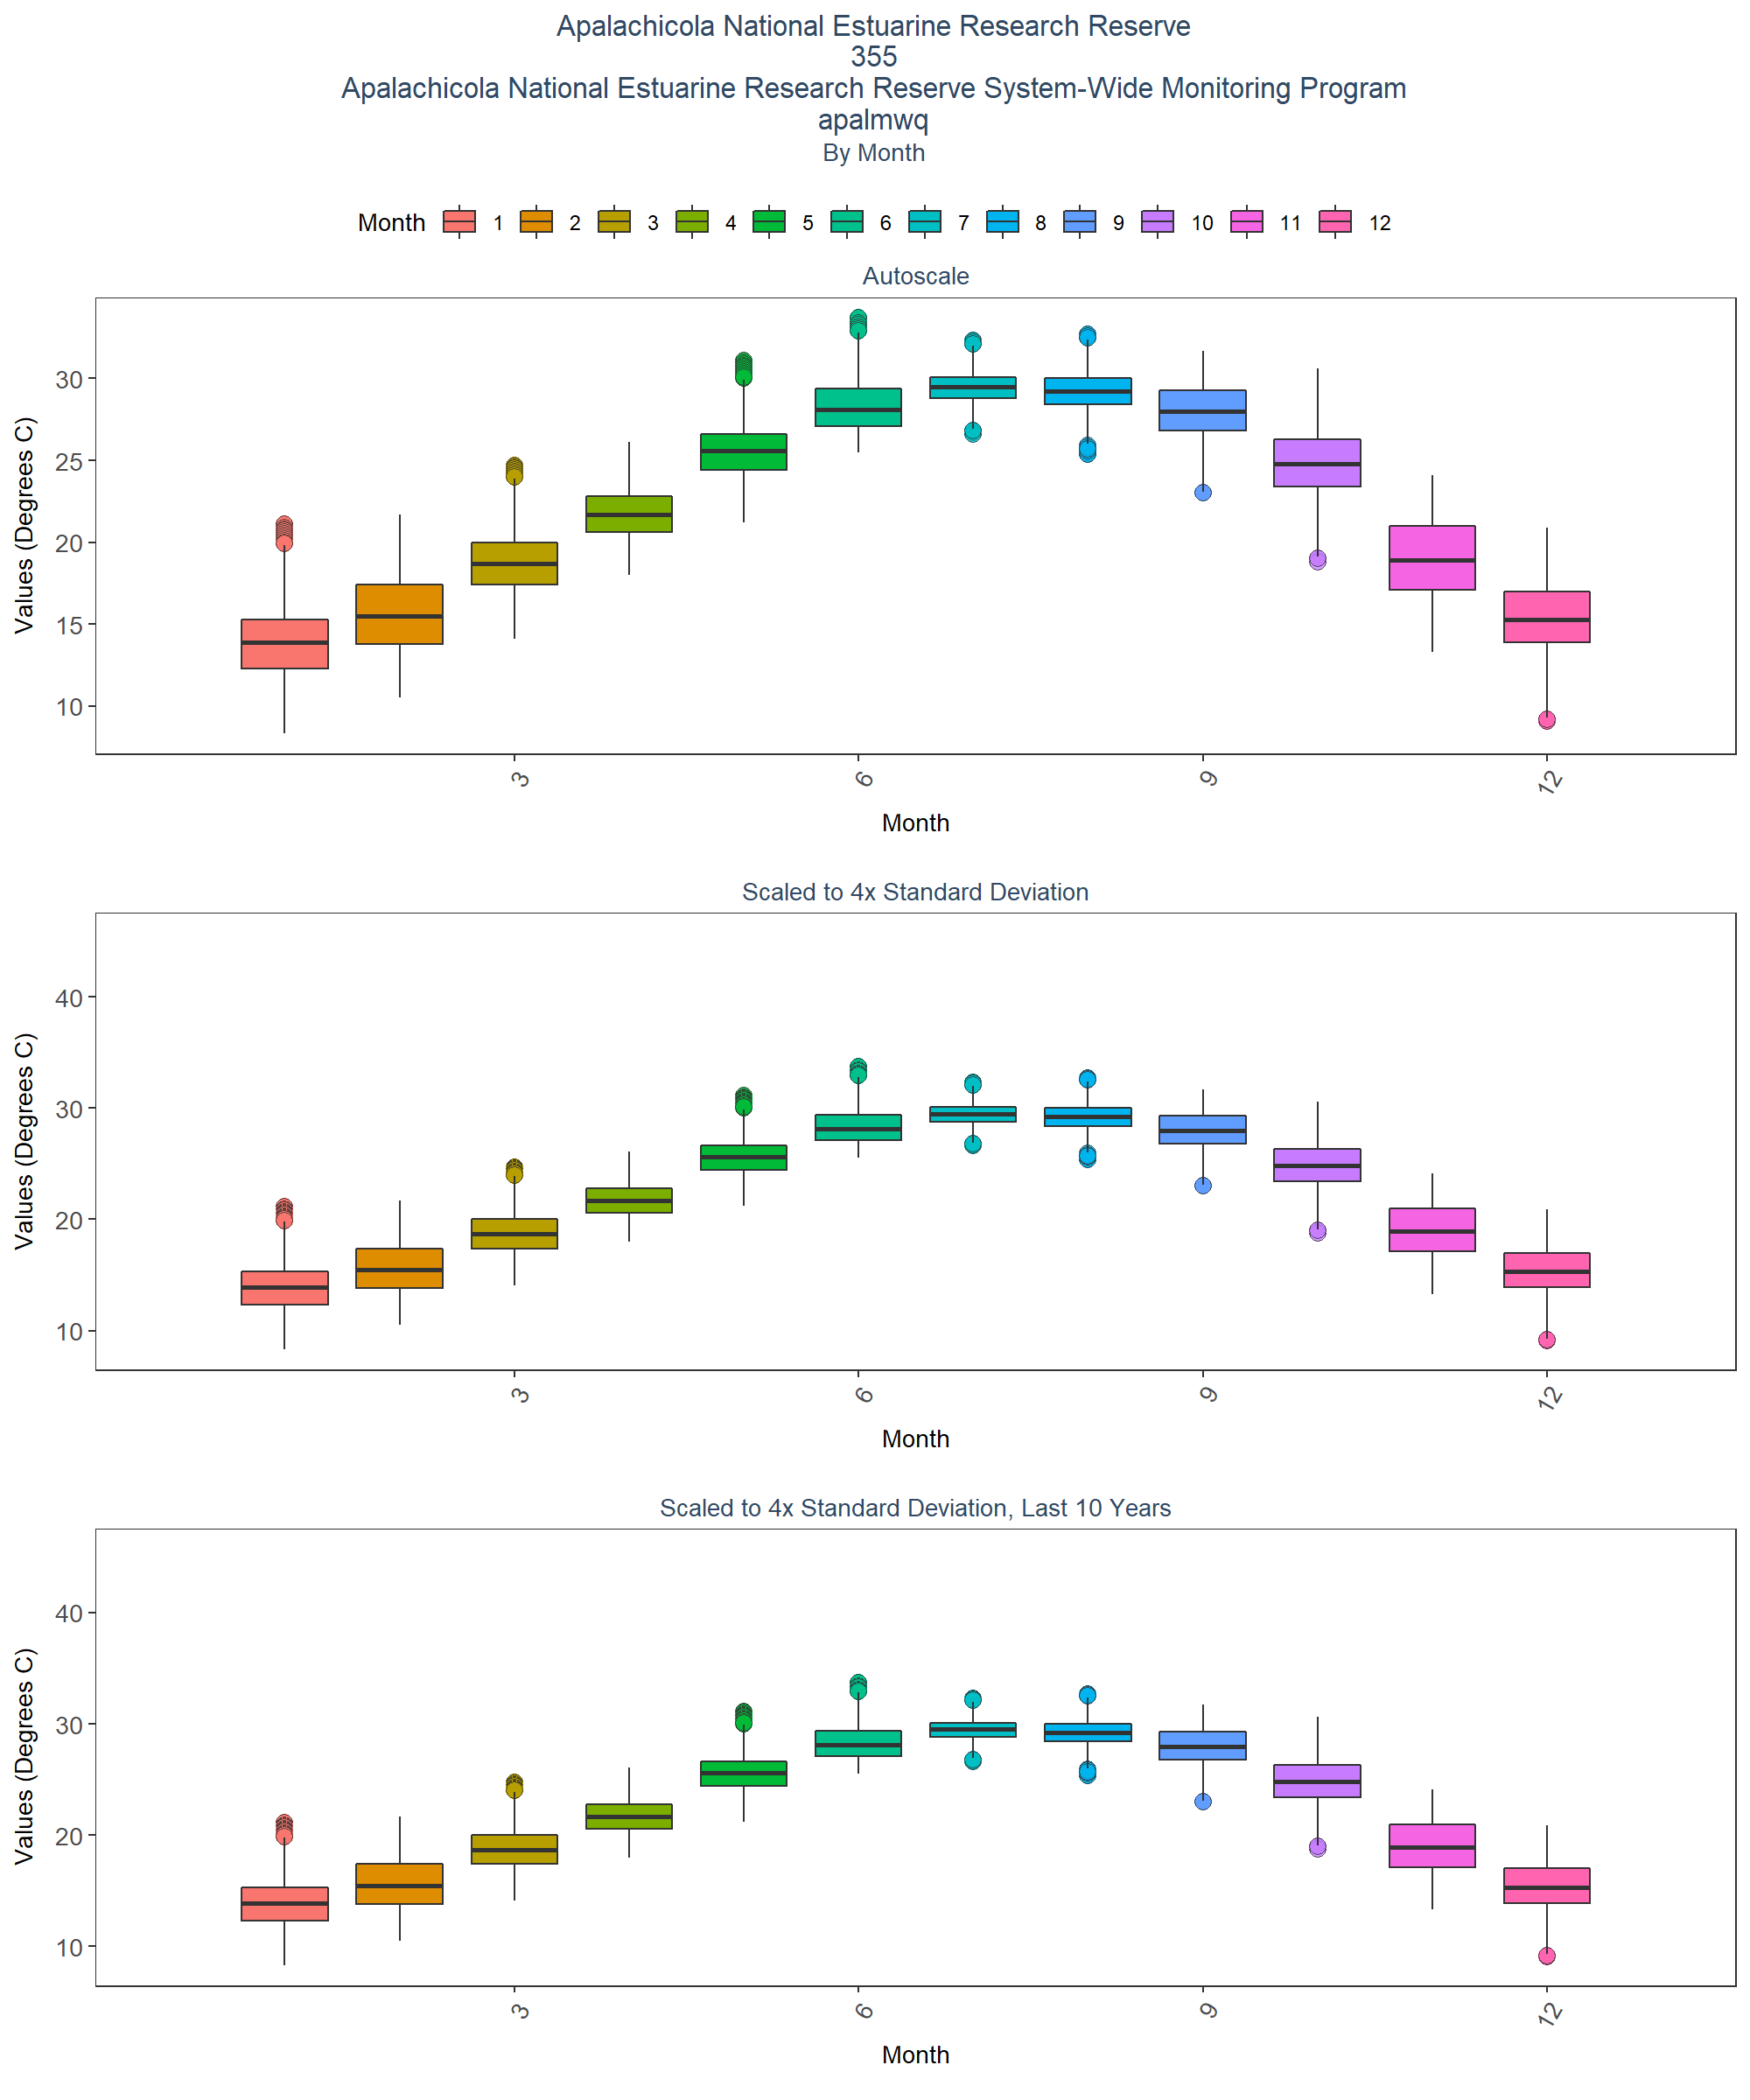 Apalachicola National Estuarine Research Reserve
355
Apalachicola National Estuarine Research Reserve System-Wide Monitoring Program
apalmwq
By Month
Month 1 2 3 4 5 6 7 8 9 10 11 12
Autoscale
Values (Degrees C)
30
25
20
15
10
3 6 9 12
Month
Scaled to 4x Standard Deviation
Values (Degrees C)
40
30
20
10
3 6 9 12
Month
Scaled to 4x Standard Deviation, Last 10 Years
Values (Degrees C)
40
30
20
10
3 6 9 12
Month